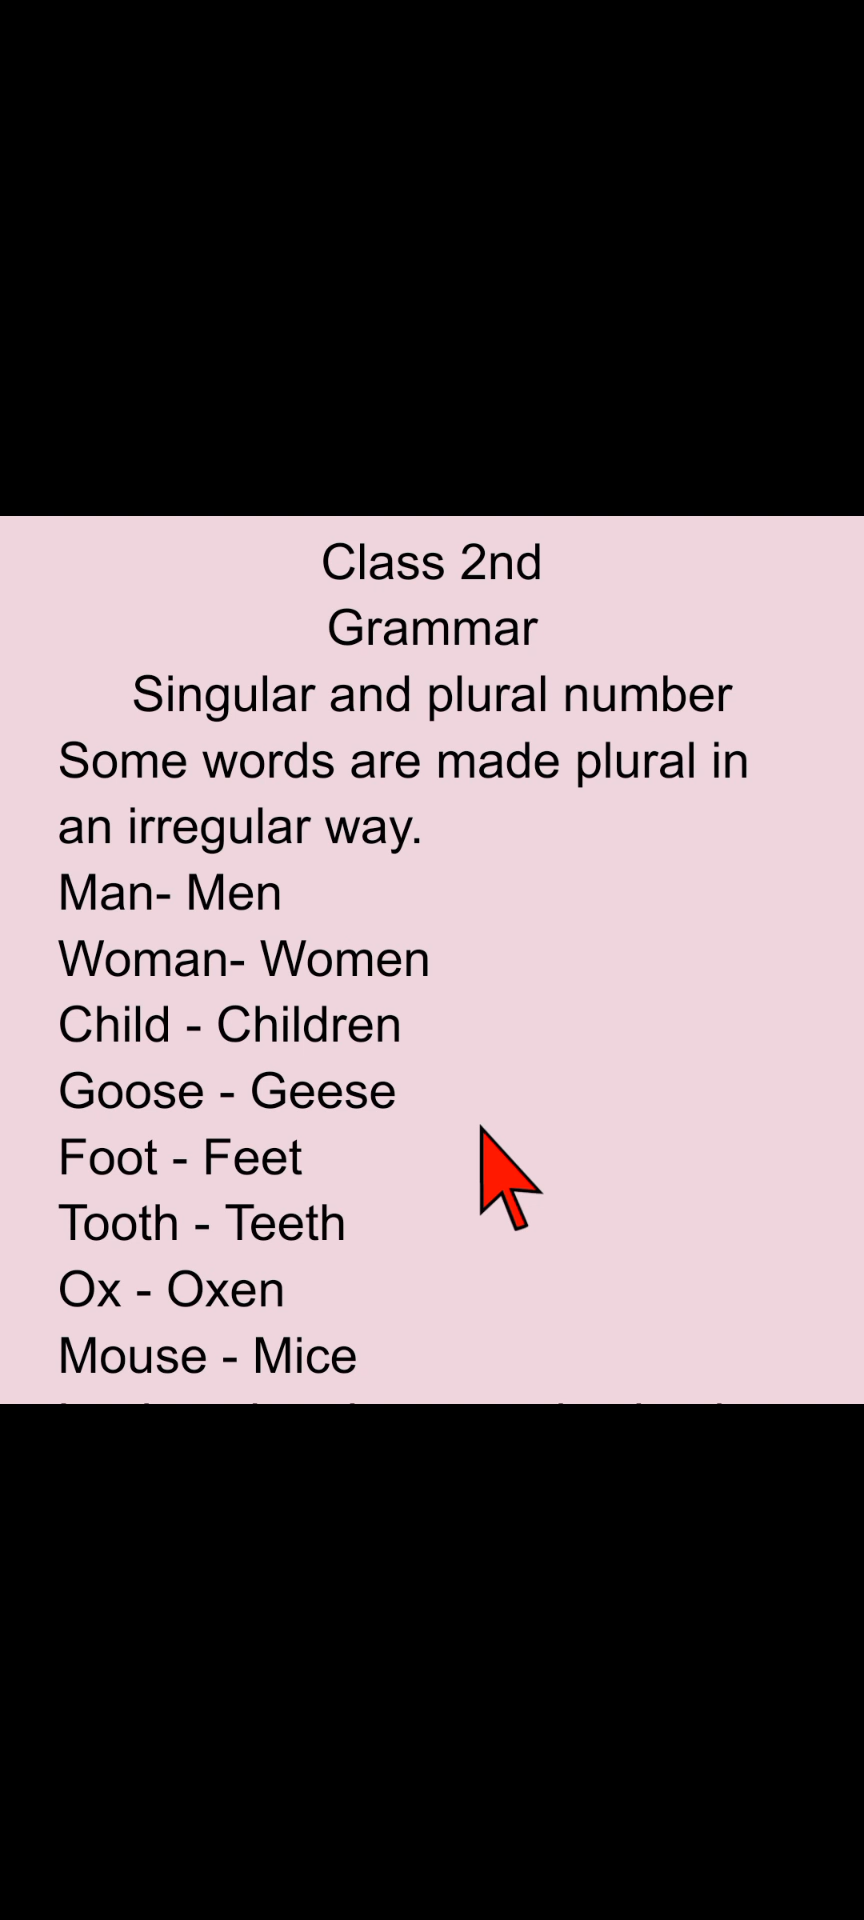 Class 2nd
Grammar
Singular and plural number
Some words are made plural in
an irregular way.
Man- Men
Woman- Women
Child - Children
Goose - Geese
Foot - Feet
Tooth - Teeth
Ox - Oxen
Mouse - Mice